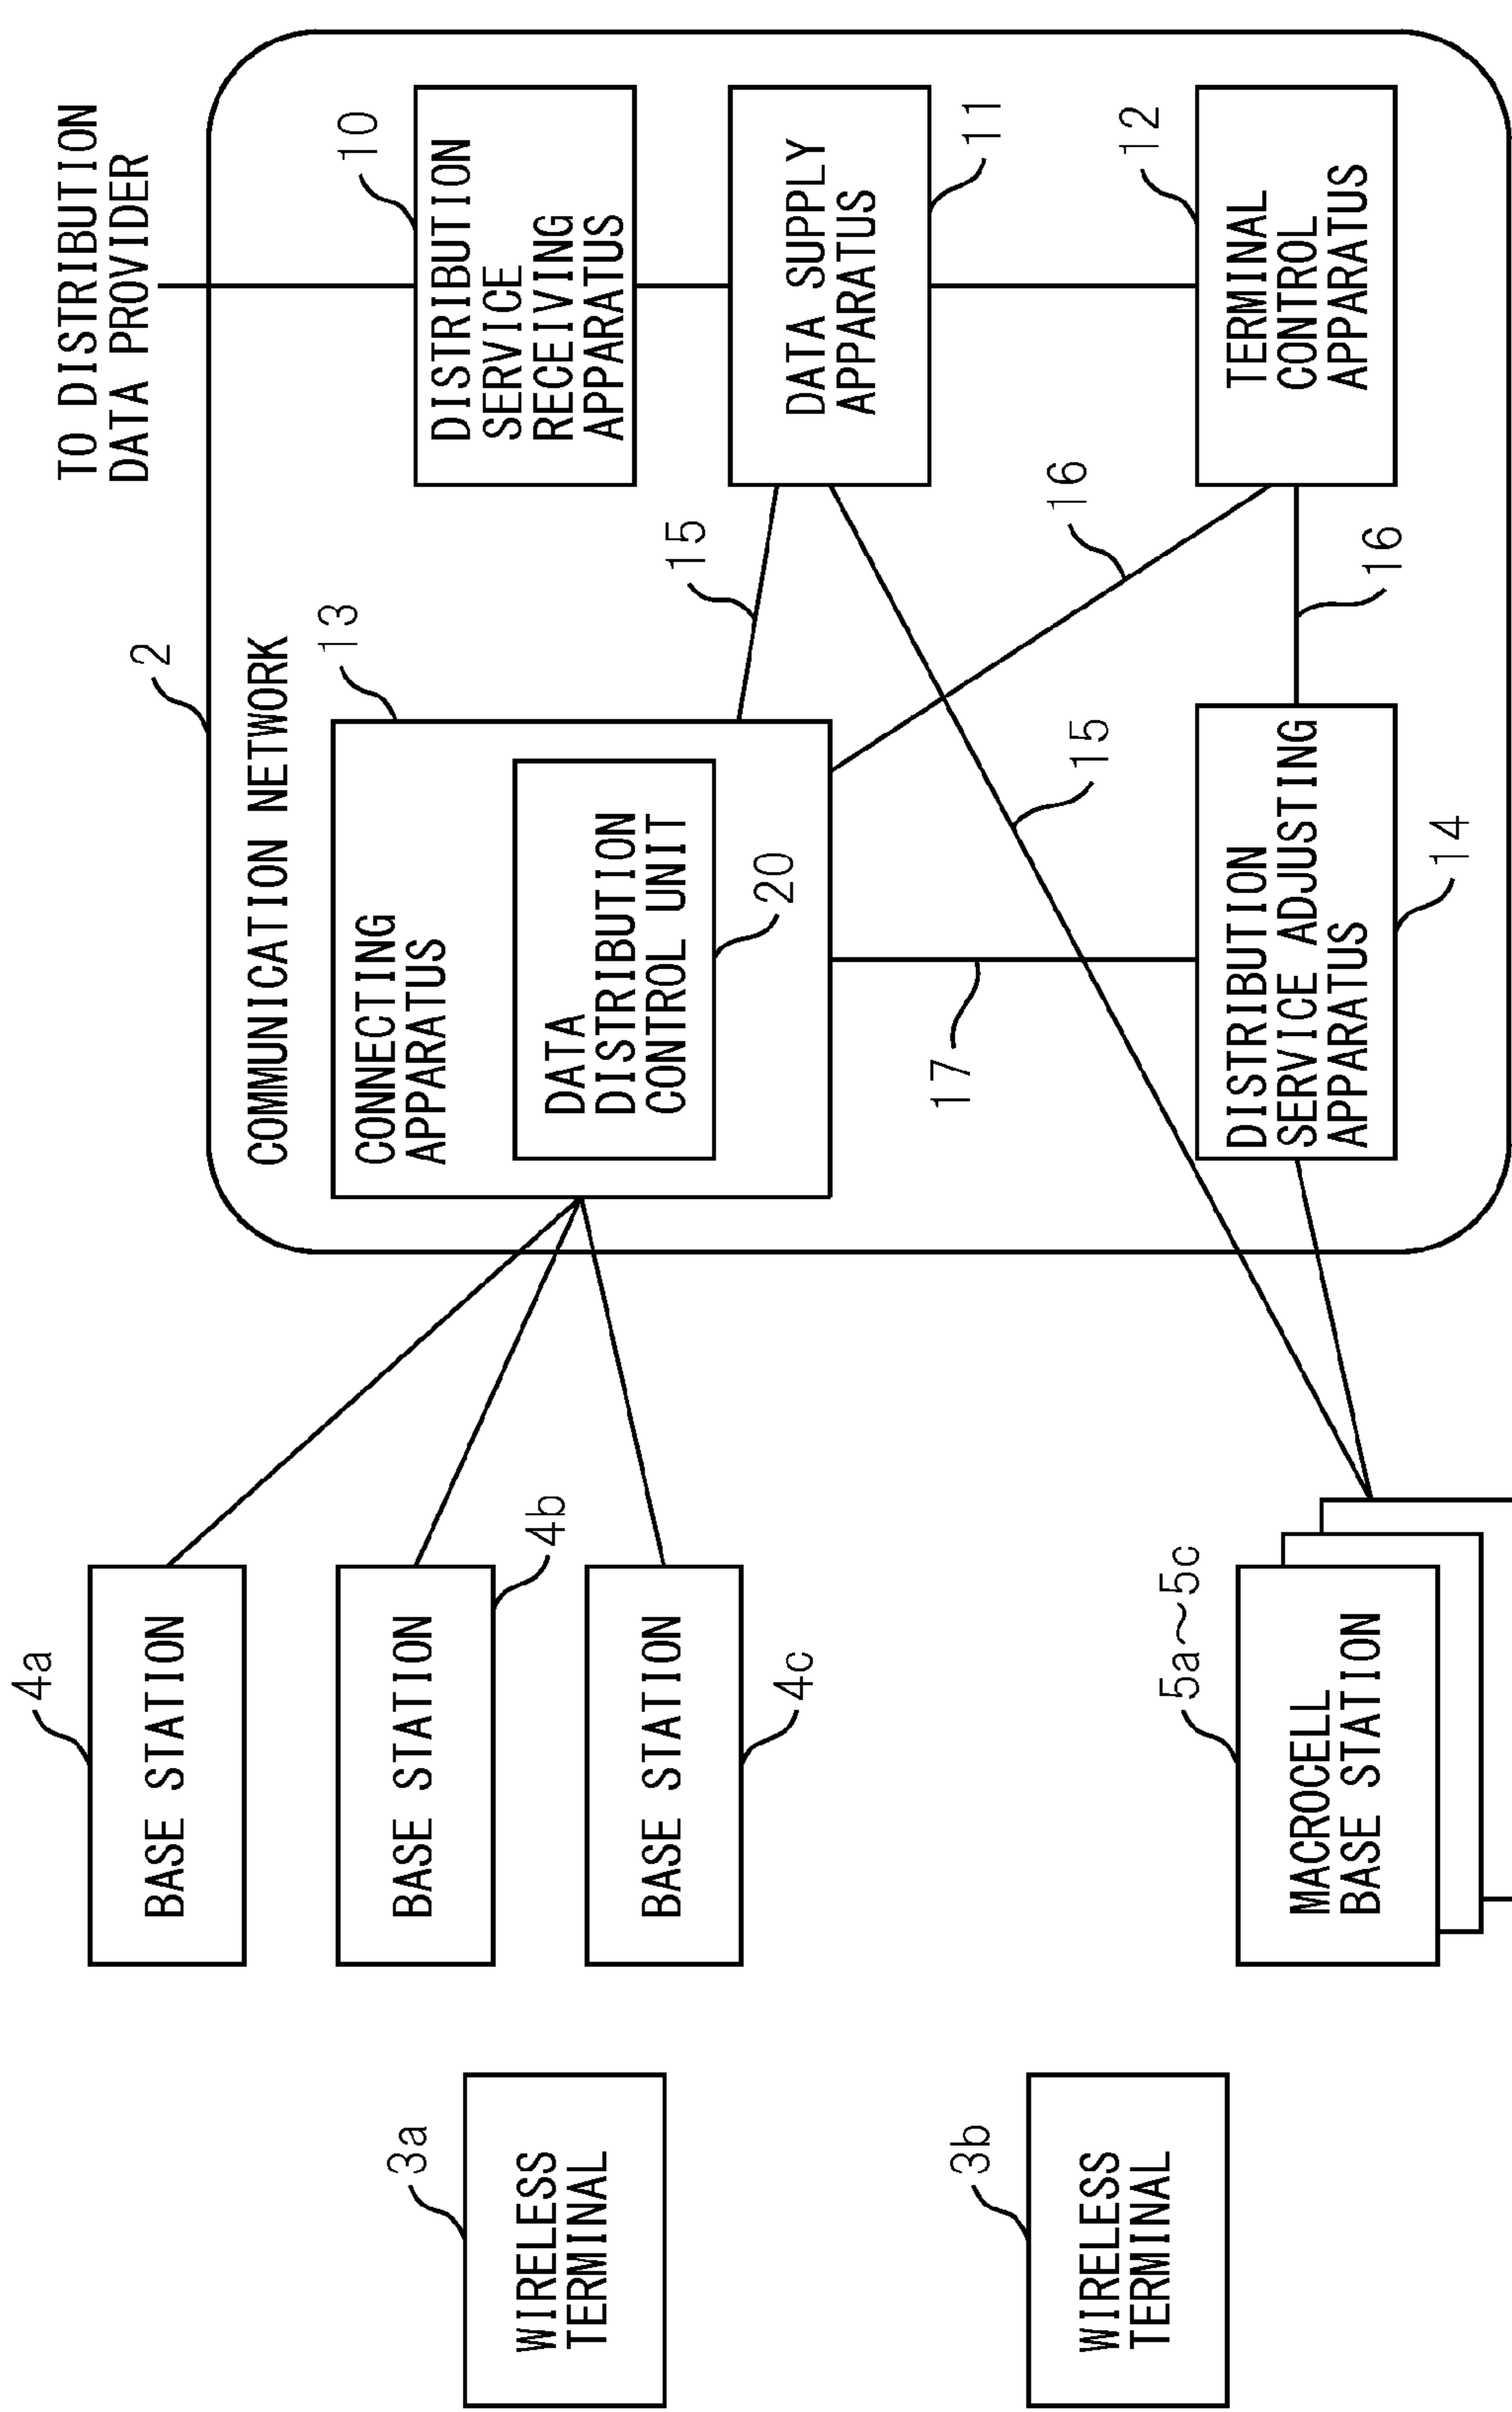 TO DISTRIBUTION
DATA PROVIDER
2
COMMUNICATION NETWORK
10
DISTRIBUTION
SERVICE
RECEIVING
APPARATUS
11
DATA SUPPLY
APPARATUS
12
TERMINAL
CONTROL
APPARATUS
13
CONNECTING
APPARATUS
DATA
DISTRIBUTION
CONTROL UNIT
20
15
16
16
15
17
DISTRIBUTION
SERVICE ADJUSTING
APPARATUS
14
4a
BASE STATION
4b
BASE STATION
4c
BASE STATION
5a~5c
MACROCELL
BASE STATION
3a
WIRELESS
TERMINAL
3b
WIRELESS
TERMINAL